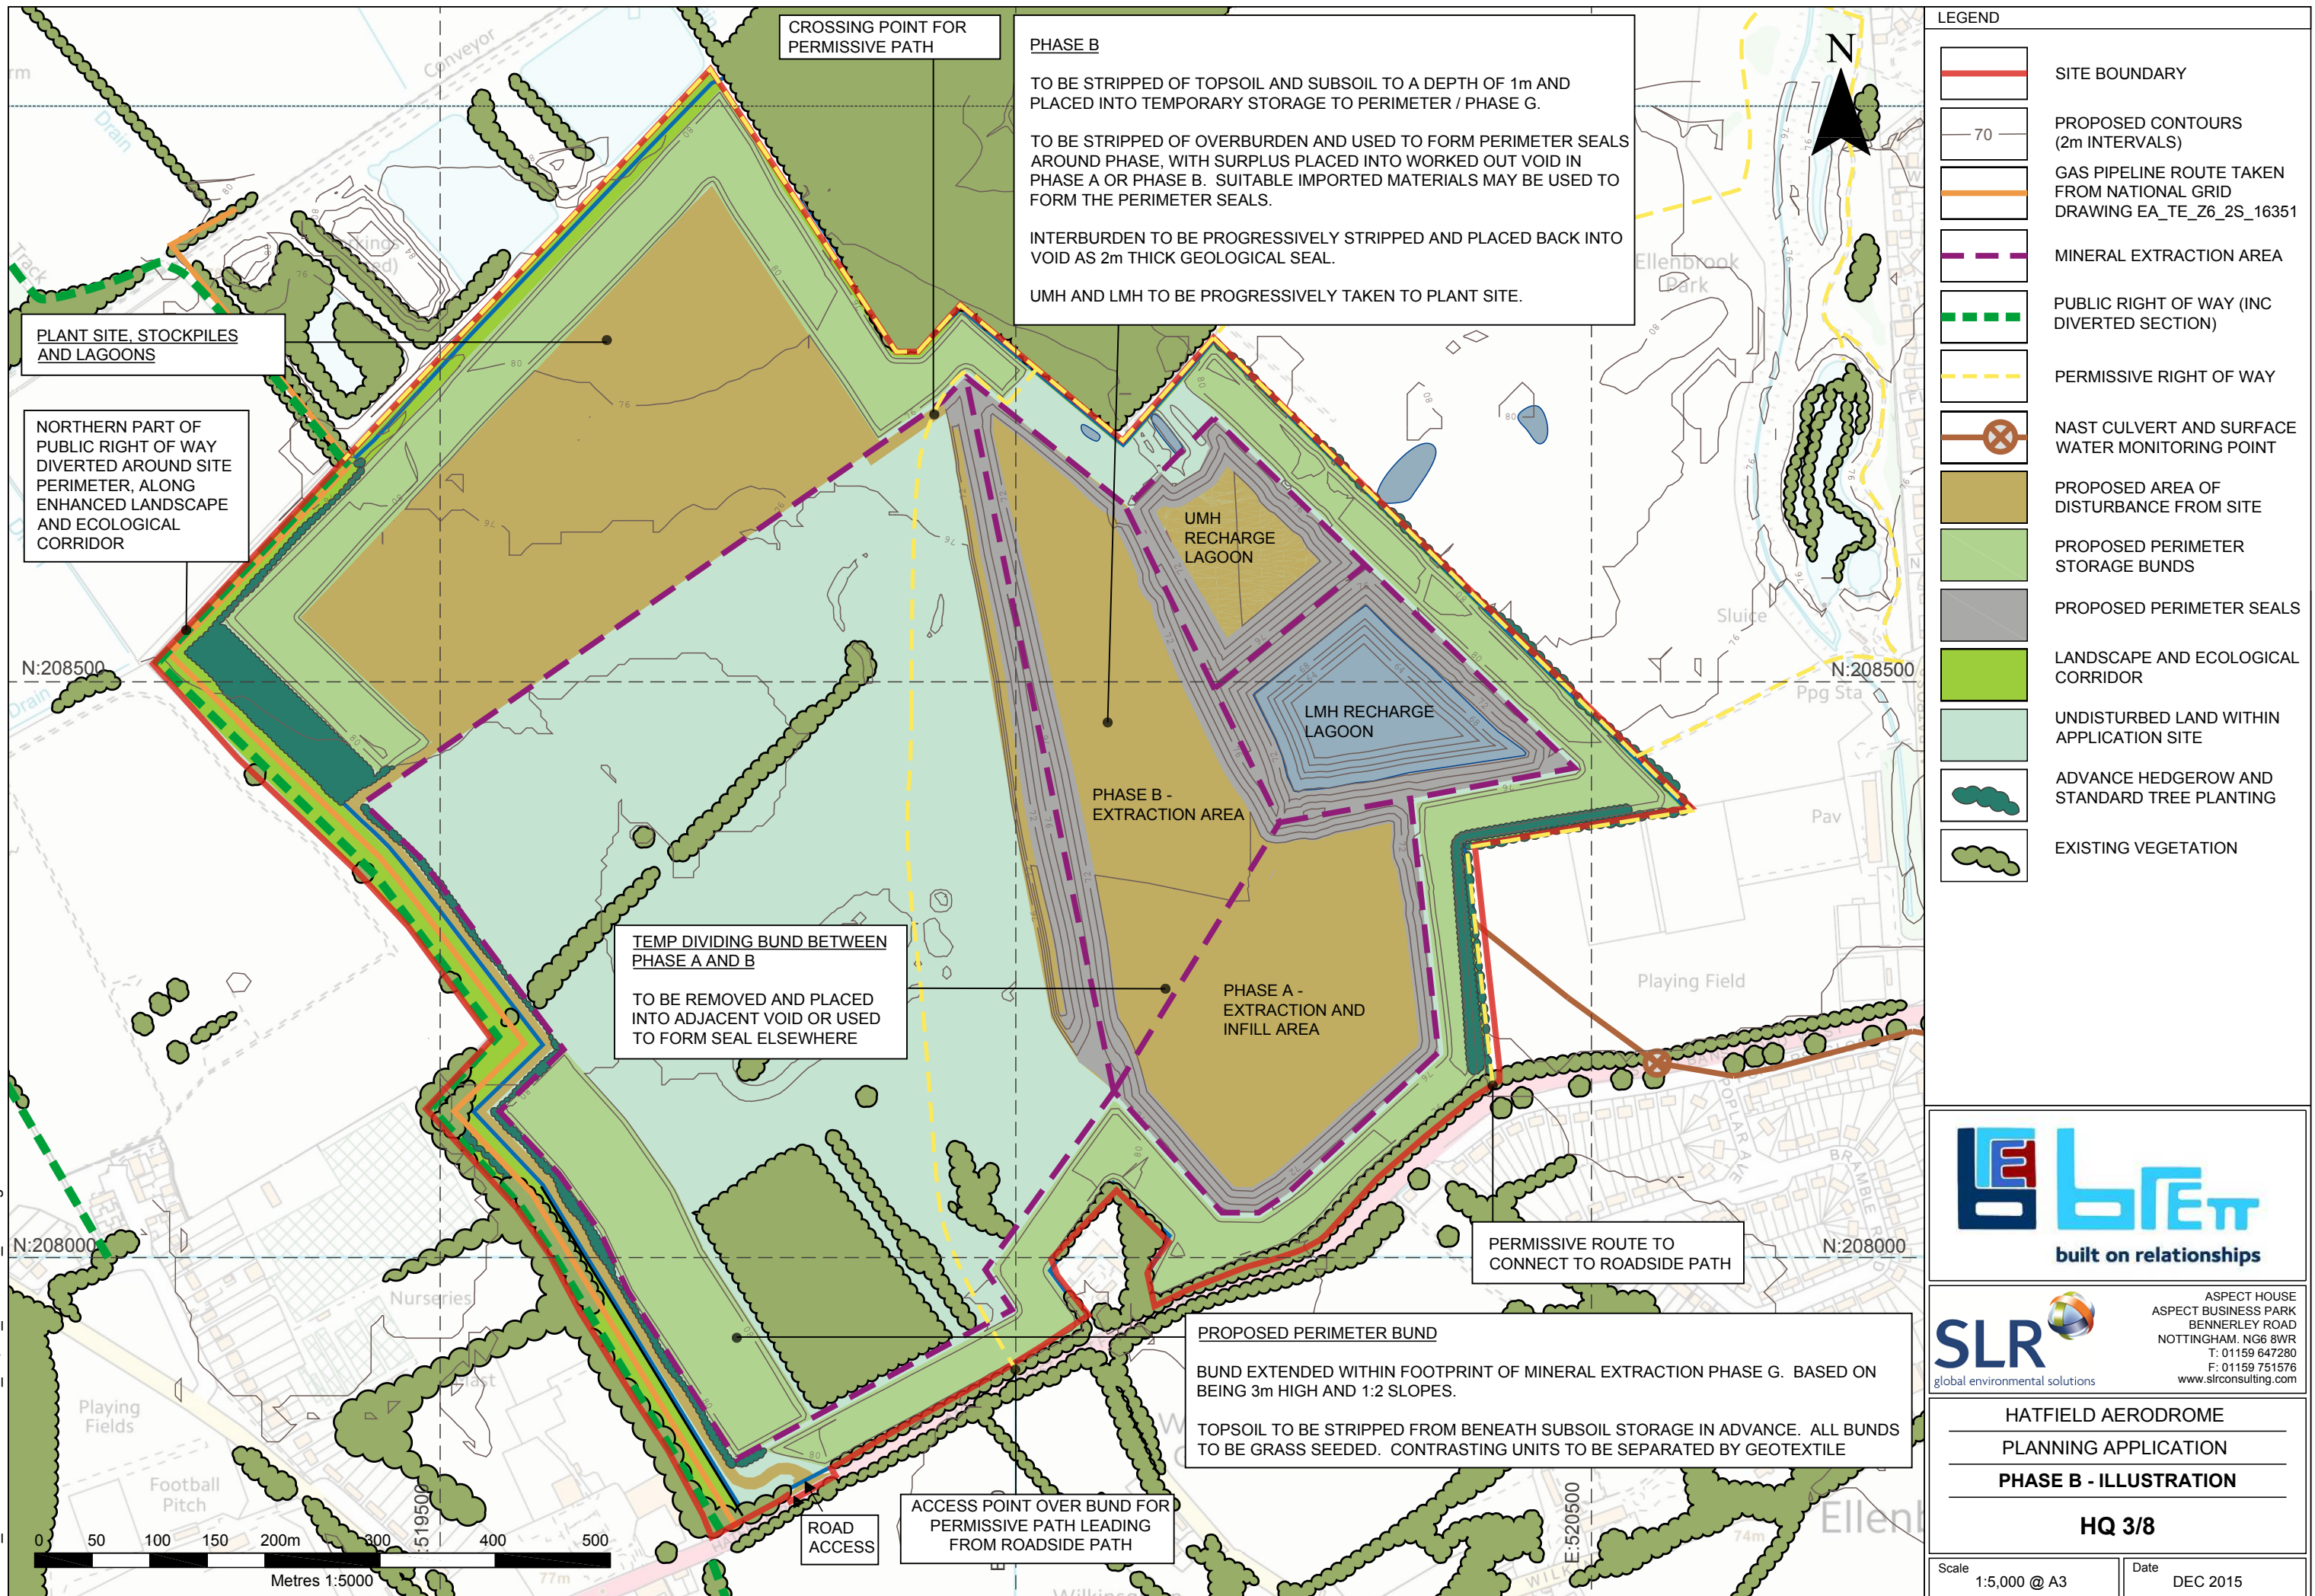 CROSSING POINT FOR
PERMISSIVE PATH
PHASE B
TO BE STRIPPED OF TOPSOIL AND SUBSOIL TO A DEPTH OF 1m AND
PLACED INTO TEMPORARY STORAGE TO PERIMETER / PHASE G.
TO BE STRIPPED OF OVERBURDEN AND USED TO FORM PERIMETER SEALS
AROUND PHASE, WITH SURPLUS PLACED INTO WORKED OUT VOID IN
PHASE A OR PHASE B.  SUITABLE IMPORTED MATERIALS MAY BE USED TO
FORM THE PERIMETER SEALS.
INTERBURDEN TO BE PROGRESSIVELY STRIPPED AND PLACED BACK INTO
VOID AS 2m THICK GEOLOGICAL SEAL.
UMH AND LMH TO BE PROGRESSIVELY TAKEN TO PLANT SITE.
N
Conveyor
Drain
Track
PLANT SITE, STOCKPILES
AND LAGOONS
NORTHERN PART OF
PUBLIC RIGHT OF WAY
DIVERTED AROUND SITE
PERIMETER, ALONG
ENHANCED LANDSCAPE
AND ECOLOGICAL
CORRIDOR
Ellenbrook
Park
UMH
RECHARGE
LAGOON
Sluice
N:208500
N:208500
Ppg Sta
Drain
LMH RECHARGE
LAGOON
PHASE B -
EXTRACTION AREA
Pav
TEMP DIVIDING BUND BETWEEN
PHASE A AND B
TO BE REMOVED AND PLACED
INTO ADJACENT VOID OR USED
TO FORM SEAL ELSEWHERE
PHASE A -
EXTRACTION AND
INFILL AREA
Playing Field
POPLAR AVE
BRAMBLE RD
N:208000
N:208000
PERMISSIVE ROUTE TO
CONNECT TO ROADSIDE PATH
Nurseries
PROPOSED PERIMETER BUND
BUND EXTENDED WITHIN FOOTPRINT OF MINERAL EXTRACTION PHASE G.  BASED ON
BEING 3m HIGH AND 1:2 SLOPES.
TOPSOIL TO BE STRIPPED FROM BENEATH SUBSOIL STORAGE IN ADVANCE.  ALL BUNDS
TO BE GRASS SEEDED.  CONTRASTING UNITS TO BE SEPARATED BY GEOTEXTILE
Playing
Fields
Football
Pitch
ROAD
ACCESS
ACCESS POINT OVER BUND FOR
PERMISSIVE PATH LEADING
FROM ROADSIDE PATH
E:520500
74m
77m
0 50 100 150 200m 300 400 500
Metres 1:5000
LEGEND
SITE BOUNDARY
70
PROPOSED CONTOURS
(2m INTERVALS)
GAS PIPELINE ROUTE TAKEN
FROM NATIONAL GRID
DRAWING EA_TE_Z6_2S_16351
MINERAL EXTRACTION AREA
PUBLIC RIGHT OF WAY (INC
DIVERTED SECTION)
PERMISSIVE RIGHT OF WAY
NAST CULVERT AND SURFACE
WATER MONITORING POINT
PROPOSED AREA OF
DISTURBANCE FROM SITE
PROPOSED PERIMETER
STORAGE BUNDS
PROPOSED PERIMETER SEALS
LANDSCAPE AND ECOLOGICAL
CORRIDOR
UNDISTURBED LAND WITHIN
APPLICATION SITE
ADVANCE HEDGEROW AND
STANDARD TREE PLANTING
EXISTING VEGETATION
brett
built on relationships
SLR
global environmental solutions
ASPECT HOUSE
ASPECT BUSINESS PARK
BENNERLEY ROAD
NOTTINGHAM. NG6 8WR
T: 01159 647280
F: 01159 751576
www.slrconsulting.com
HATFIELD AERODROME
PLANNING APPLICATION
PHASE B - ILLUSTRATION
HQ 3/8
Scale
1:5,000 @ A3
Date
DEC 2015